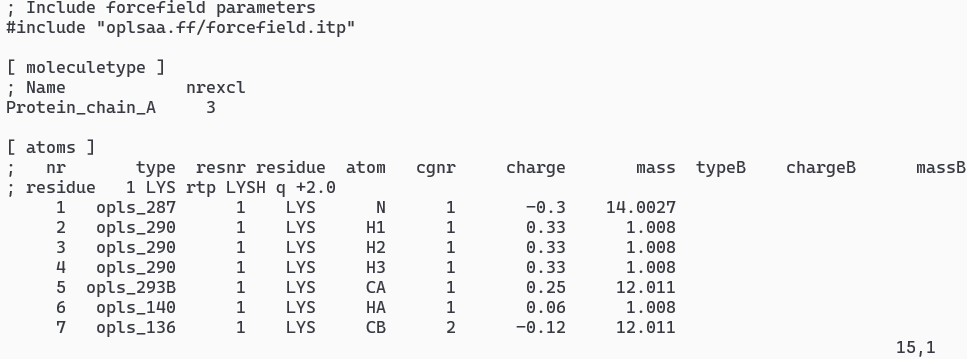 ; Include forcefield parameters
#include "oplsaa.ff/forcefield.itp"

[ moleculetype ]
; Name            nrexcl
Protein_chain_A     3

[ atoms ]
;   nr       type  resnr residue  atom   cgnr     charge       mass  typeB    chargeB      massB
; residue   1 LYS rtp LYSH q +2.0
     1   opls_287      1    LYS      N      1       -0.3    14.0027
     2   opls_290      1    LYS     H1      1       0.33      1.008
     3   opls_290      1    LYS     H2      1       0.33      1.008
     4   opls_290      1    LYS     H3      1       0.33      1.008
     5  opls_293B      1    LYS     CA      1       0.25     12.011
     6   opls_140      1    LYS     HA      1       0.06      1.008
     7   opls_136      1    LYS     CB      2      -0.12     12.011
15,1